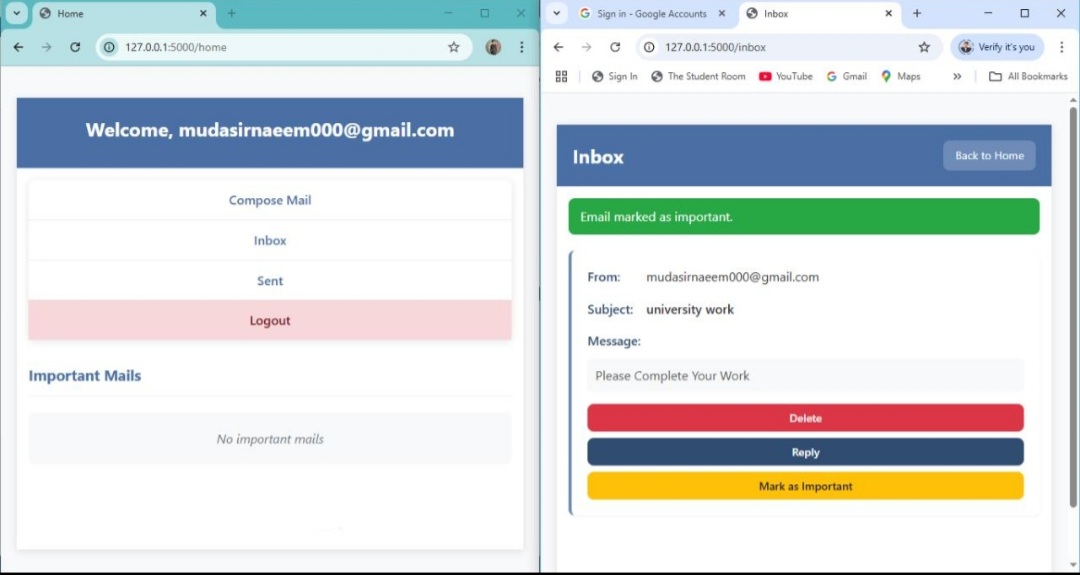 Home
127.0.0.1:5000/home
Welcome, mudasirnaeem000@gmail.com
Compose Mail
Inbox
Sent
Logout
Important Mails
No important mails
Sign in - Google Accounts
Inbox
127.0.0.1:5000/inbox
Verify it's you
Sign In
The Student Room
YouTube
Gmail
Maps
All Bookmarks
Inbox
Back to Home
Email marked as important.
From: mudasirnaeem000@gmail.com
Subject: university work
Message:
Please Complete Your Work
Delete
Reply
Mark as Important